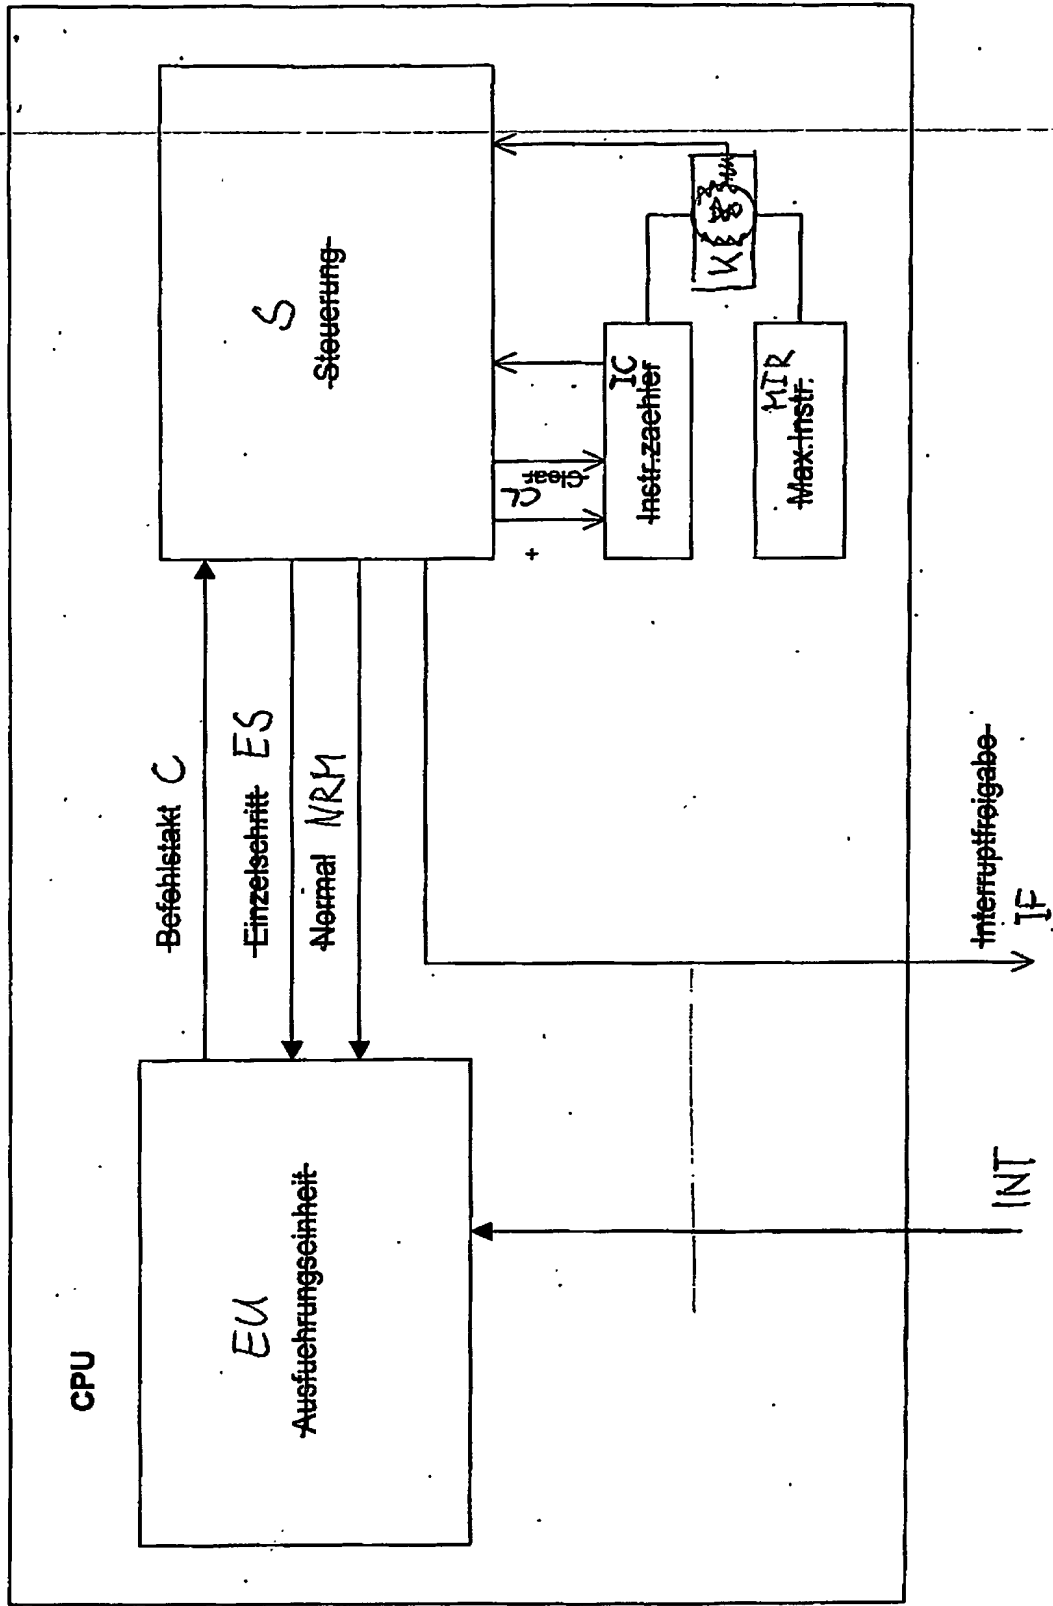 CPU
EU
Ausfuehrungseinheit
Befehlstakt C
Einzelschritt ES
Normal NRM
S
Steuerung
+
CL
Clear
IC
Instr.zaehler
MIR
Max.Instr.
K
INT
Interruptfreigabe
IF